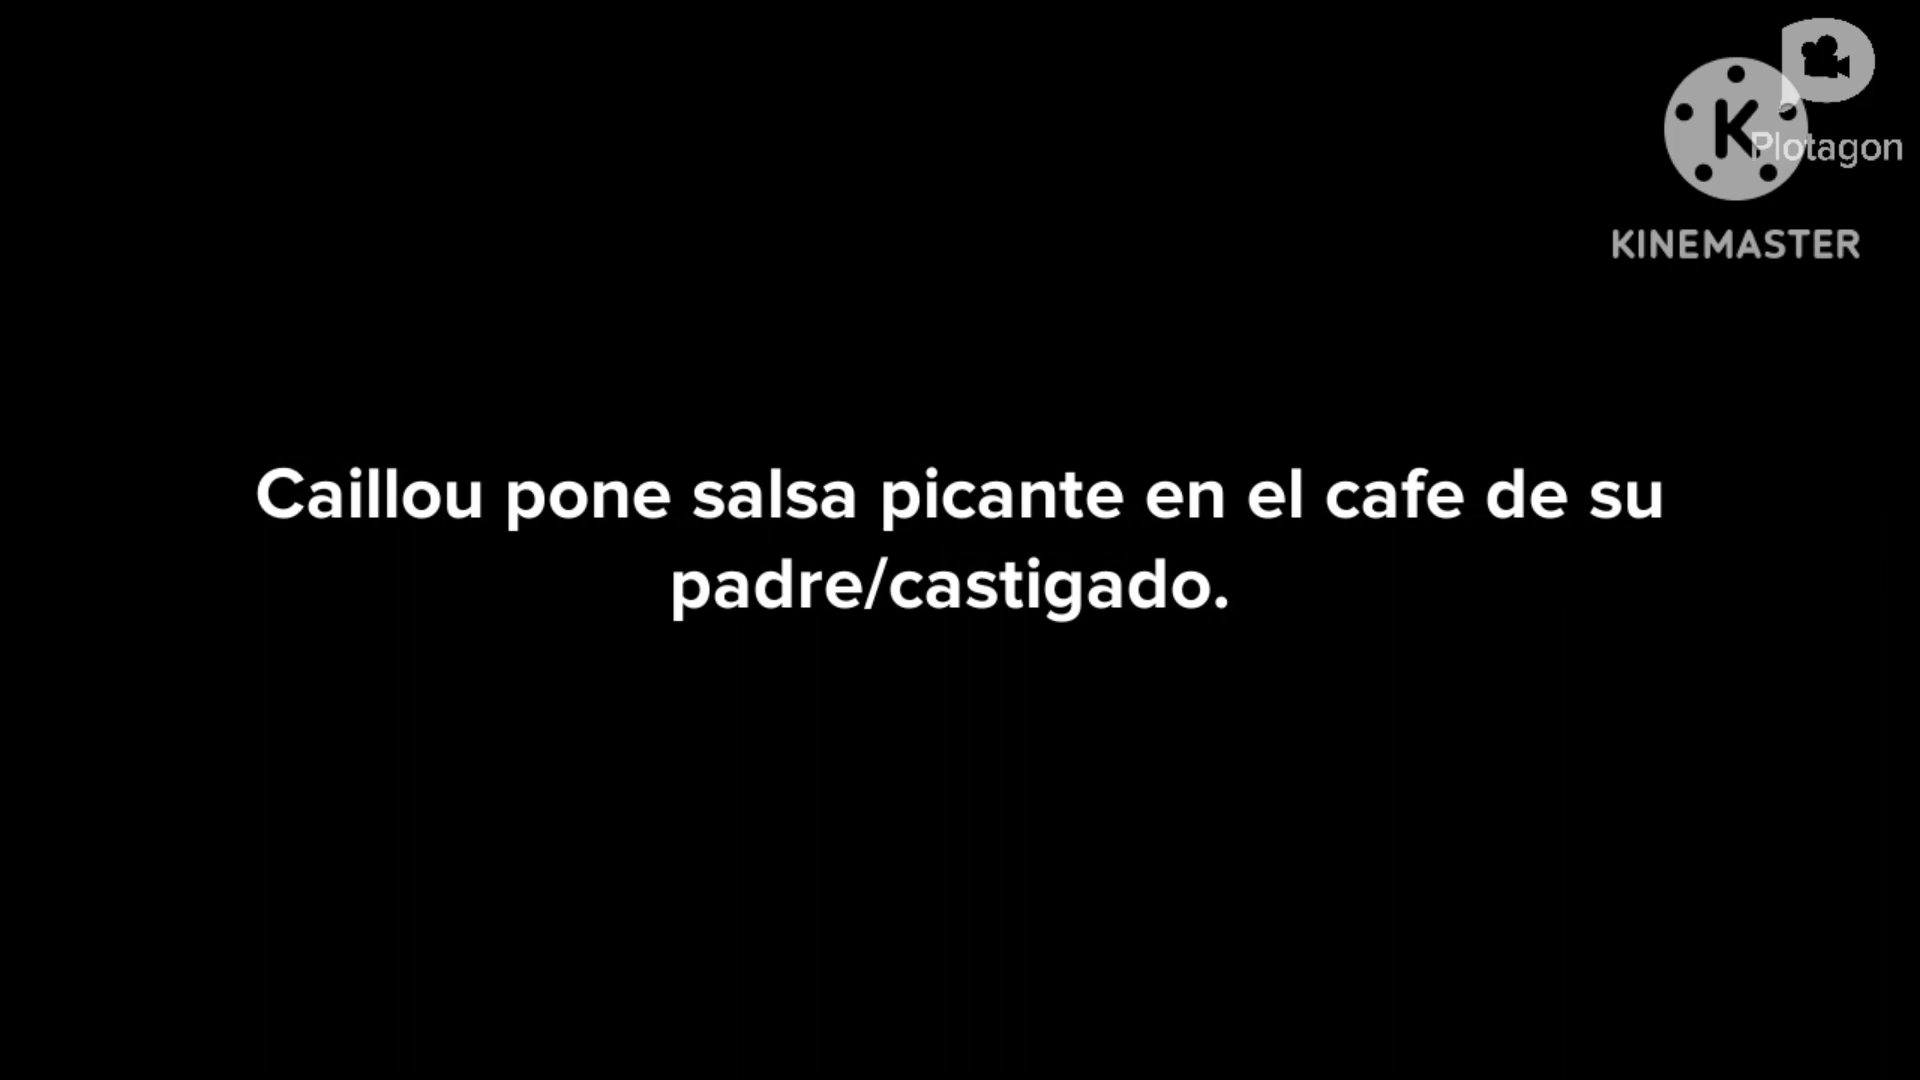 Plotagon
KINEMASTER
Caillou pone salsa picante en el cafe de su
padre/castigado.